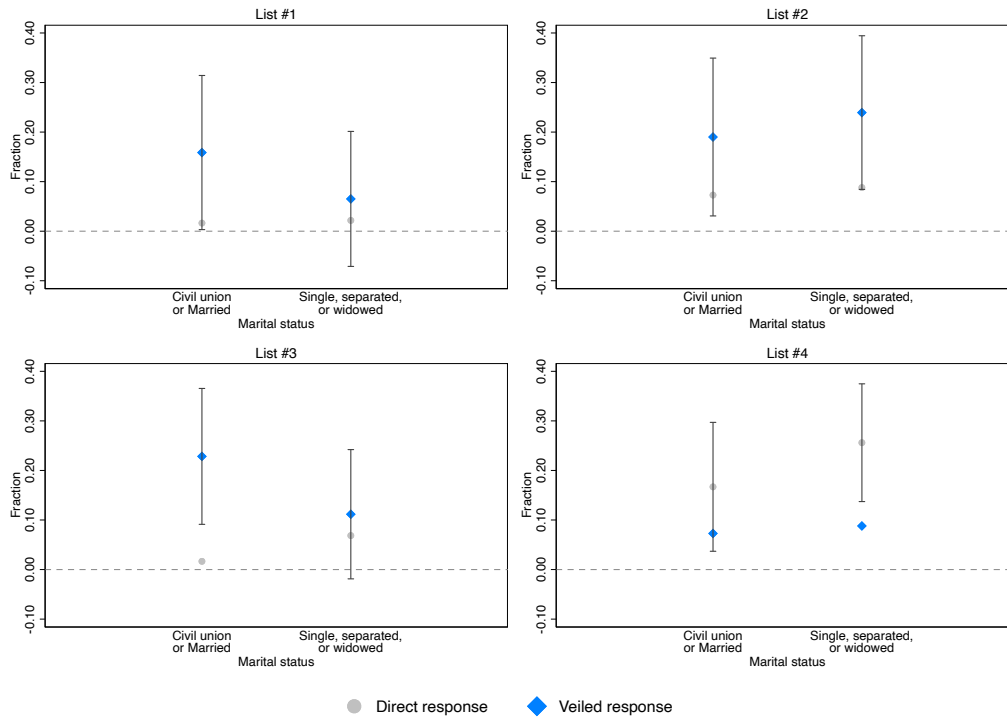 List #1
Fraction
0.40
0.30
0.20
0.10
0.00
-0.10
Civil union
or Married
Single, separated,
or widowed
Marital status
List #2
Fraction
0.40
0.30
0.20
0.10
0.00
-0.10
Civil union
or Married
Single, separated,
or widowed
Marital status
List #3
Fraction
0.40
0.30
0.20
0.10
0.00
-0.10
Civil union
or Married
Single, separated,
or widowed
Marital status
List #4
Fraction
0.40
0.30
0.20
0.10
0.00
-0.10
Civil union
or Married
Single, separated,
or widowed
Marital status
Direct response
Veiled response